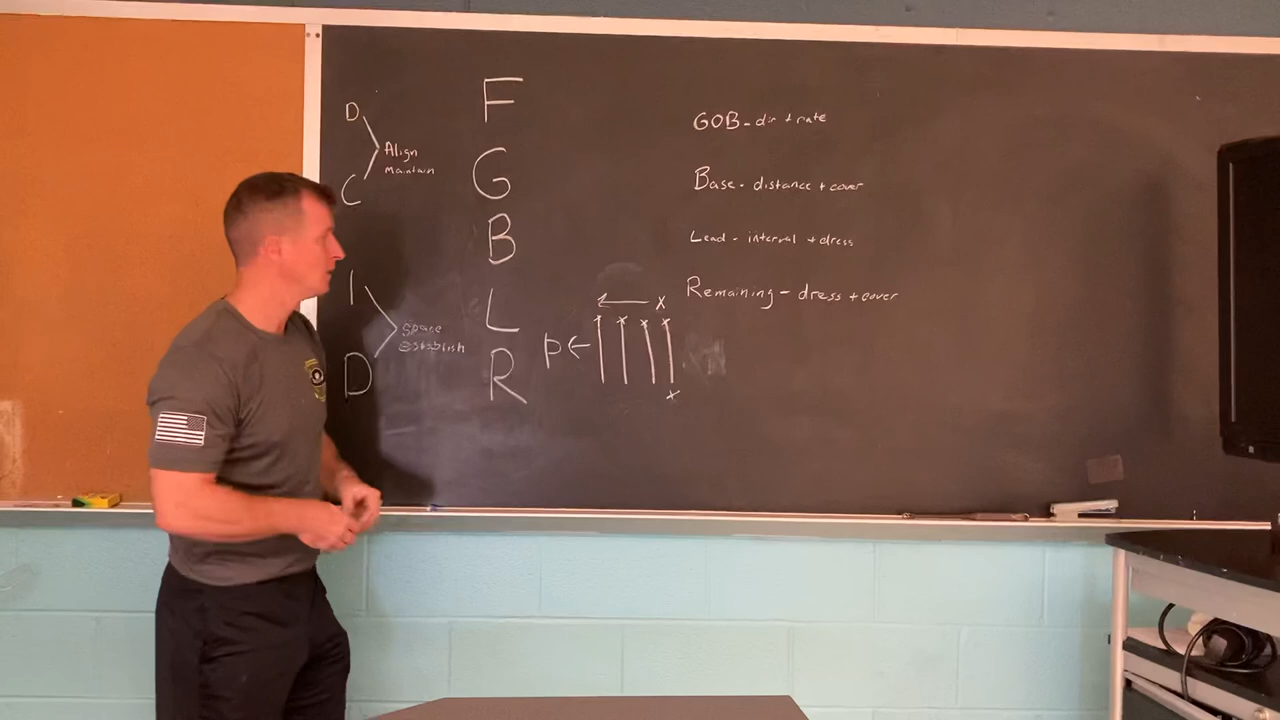 D
Align
maintain
C
I
space
establish
D
F
G
B
L
R
P
x
x
GOB - dir + rate
Base - distance + cover
Lead - interval + dress
Remaining - dress + cover